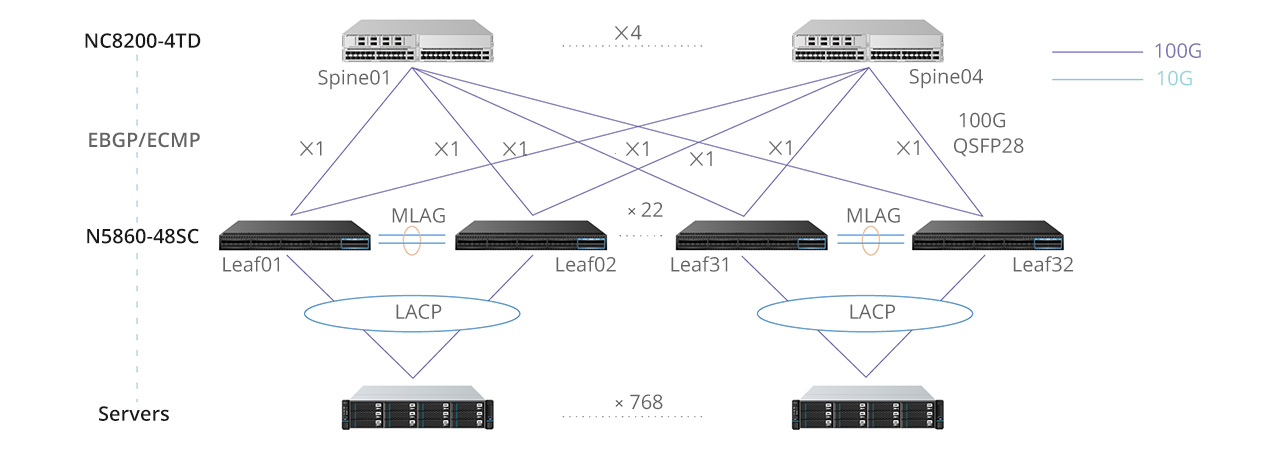 NC8200-4TD
×4
100G
10G
Spine01
Spine04
EBGP/ECMP
×1
×1
×1
×1
×1
×1
×1
100G
QSFP28
N5860-48SC
MLAG
× 22
MLAG
Leaf01
Leaf02
Leaf31
Leaf32
LACP
LACP
Servers
× 768